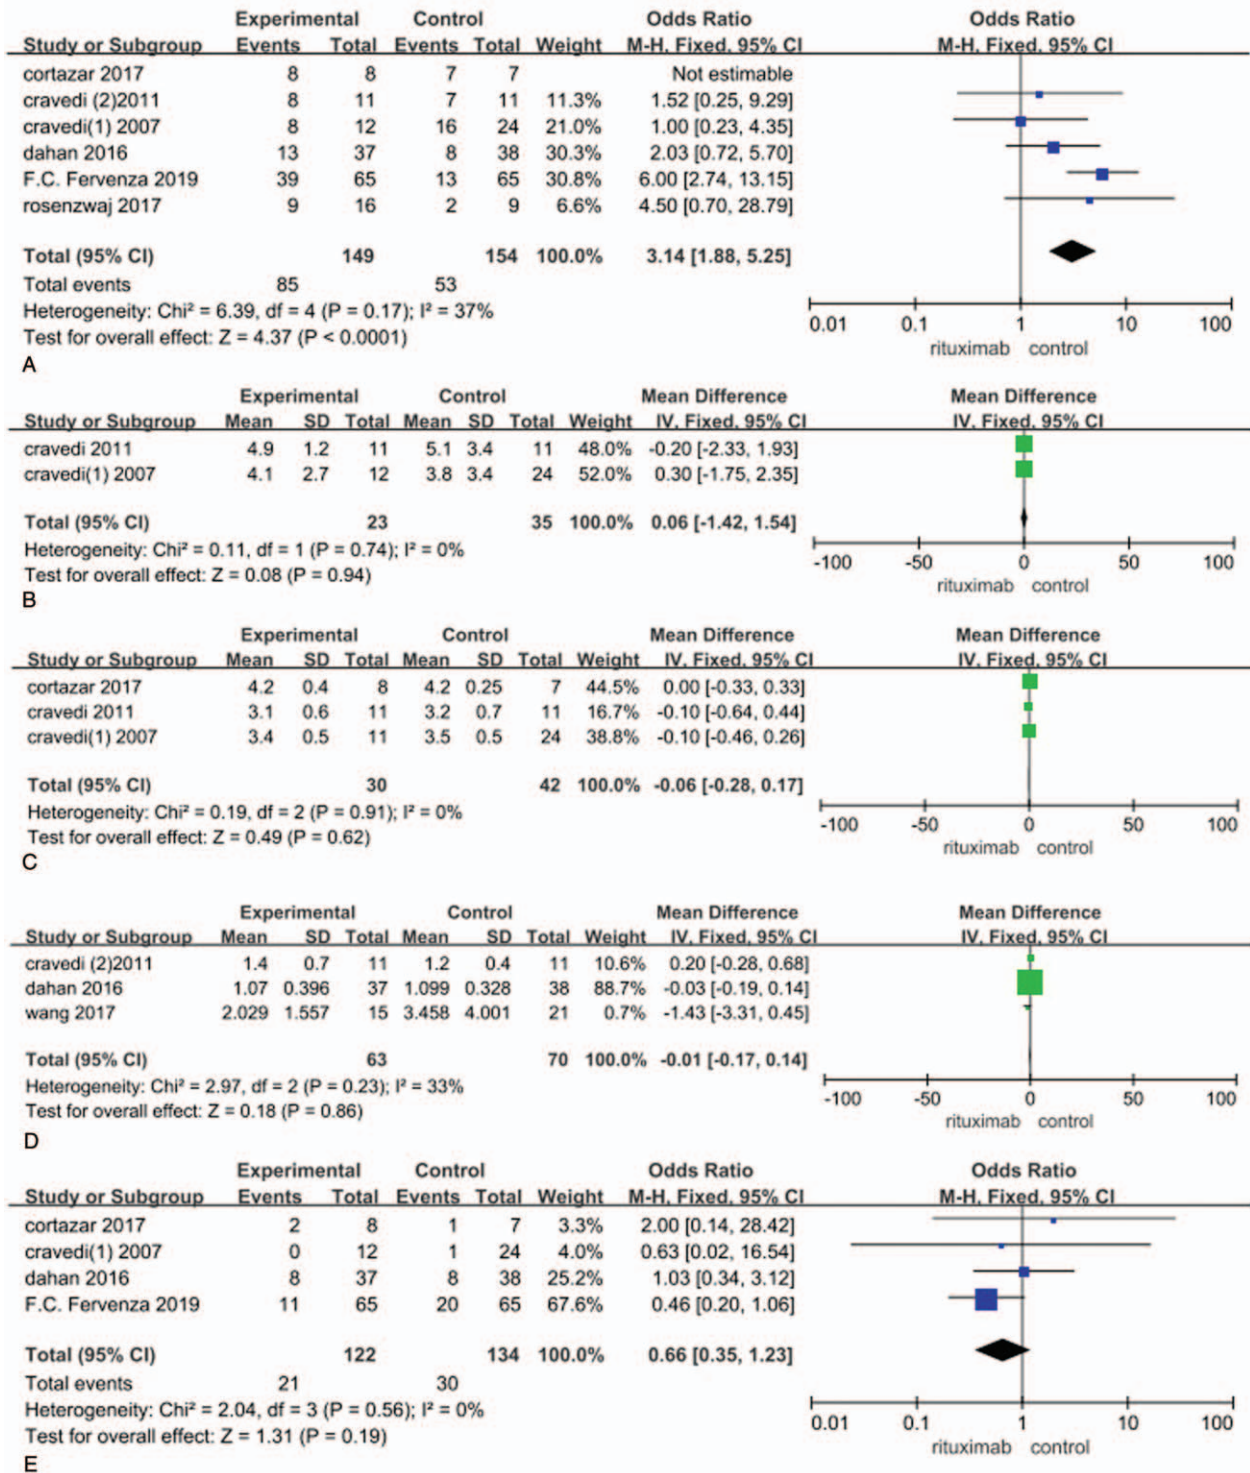 Experimental Control Odds Ratio Odds Ratio
Study or Subgroup Events Total Events Total Weight M-H, Fixed, 95% CI M-H, Fixed, 95% CI
cortazar 2017 8 8 7 7 Not estimable
cravedi (2)2011 8 11 7 11 11.3% 1.52 [0.25, 9.29]
cravedi(1) 2007 8 12 16 24 21.0% 1.00 [0.23, 4.35]
dahan 2016 13 37 8 38 30.3% 2.03 [0.72, 5.70]
F.C. Fervenza 2019 39 65 13 65 30.8% 6.00 [2.74, 13.15]
rosenzwaj 2017 9 16 2 9 6.6% 4.50 [0.70, 28.79]
Total (95% CI) 149 154 100.0% 3.14 [1.88, 5.25]
Total events 85 53
Heterogeneity: Chi² = 6.39, df = 4 (P = 0.17); I² = 37%
Test for overall effect: Z = 4.37 (P < 0.0001)
0.01 0.1 1 10 100
rituximab control
A
Experimental Control Mean Difference Mean Difference
Study or Subgroup Mean SD Total Mean SD Total Weight IV, Fixed, 95% CI IV, Fixed, 95% CI
cravedi 2011 4.9 1.2 11 5.1 3.4 11 48.0% -0.20 [-2.33, 1.93]
cravedi(1) 2007 4.1 2.7 12 3.8 3.4 24 52.0% 0.30 [-1.75, 2.35]
Total (95% CI) 23 35 100.0% 0.06 [-1.42, 1.54]
Heterogeneity: Chi² = 0.11, df = 1 (P = 0.74); I² = 0%
Test for overall effect: Z = 0.08 (P = 0.94)
-100 -50 0 50 100
rituximab control
B
Experimental Control Mean Difference Mean Difference
Study or Subgroup Mean SD Total Mean SD Total Weight IV, Fixed, 95% CI IV, Fixed, 95% CI
cortazar 2017 4.2 0.4 8 4.2 0.25 7 44.5% 0.00 [-0.33, 0.33]
cravedi 2011 3.1 0.6 11 3.2 0.7 11 16.7% -0.10 [-0.64, 0.44]
cravedi(1) 2007 3.4 0.5 11 3.5 0.5 24 38.8% -0.10 [-0.46, 0.26]
Total (95% CI) 30 42 100.0% -0.06 [-0.28, 0.17]
Heterogeneity: Chi² = 0.19, df = 2 (P = 0.91); I² = 0%
Test for overall effect: Z = 0.49 (P = 0.62)
-100 -50 0 50 100
rituximab control
C
Experimental Control Mean Difference Mean Difference
Study or Subgroup Mean SD Total Mean SD Total Weight IV, Fixed, 95% CI IV, Fixed, 95% CI
cravedi (2)2011 1.4 0.7 11 1.2 0.4 11 10.6% 0.20 [-0.28, 0.68]
dahan 2016 1.07 0.396 37 1.099 0.328 38 88.7% -0.03 [-0.19, 0.14]
wang 2017 2.029 1.557 15 3.458 4.001 21 0.7% -1.43 [-3.31, 0.45]
Total (95% CI) 63 70 100.0% -0.01 [-0.17, 0.14]
Heterogeneity: Chi² = 2.97, df = 2 (P = 0.23); I² = 33%
Test for overall effect: Z = 0.18 (P = 0.86)
-100 -50 0 50 100
rituximab control
D
Experimental Control Odds Ratio Odds Ratio
Study or Subgroup Events Total Events Total Weight M-H, Fixed, 95% CI M-H, Fixed, 95% CI
cortazar 2017 2 8 1 7 3.3% 2.00 [0.14, 28.42]
cravedi(1) 2007 0 12 1 24 4.0% 0.63 [0.02, 16.54]
dahan 2016 8 37 8 38 25.2% 1.03 [0.34, 3.12]
F.C. Fervenza 2019 11 65 20 65 67.6% 0.46 [0.20, 1.06]
Total (95% CI) 122 134 100.0% 0.66 [0.35, 1.23]
Total events 21 30
Heterogeneity: Chi² = 2.04, df = 3 (P = 0.56); I² = 0%
Test for overall effect: Z = 1.31 (P = 0.19)
0.01 0.1 1 10 100
rituximab control
E